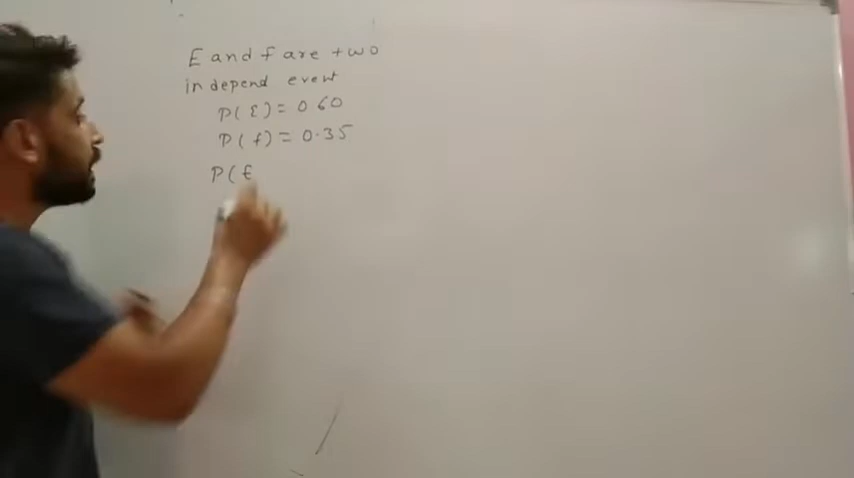 E and f are two
independ event
P(E) = 0 60
P(f) = 0.35
P(E